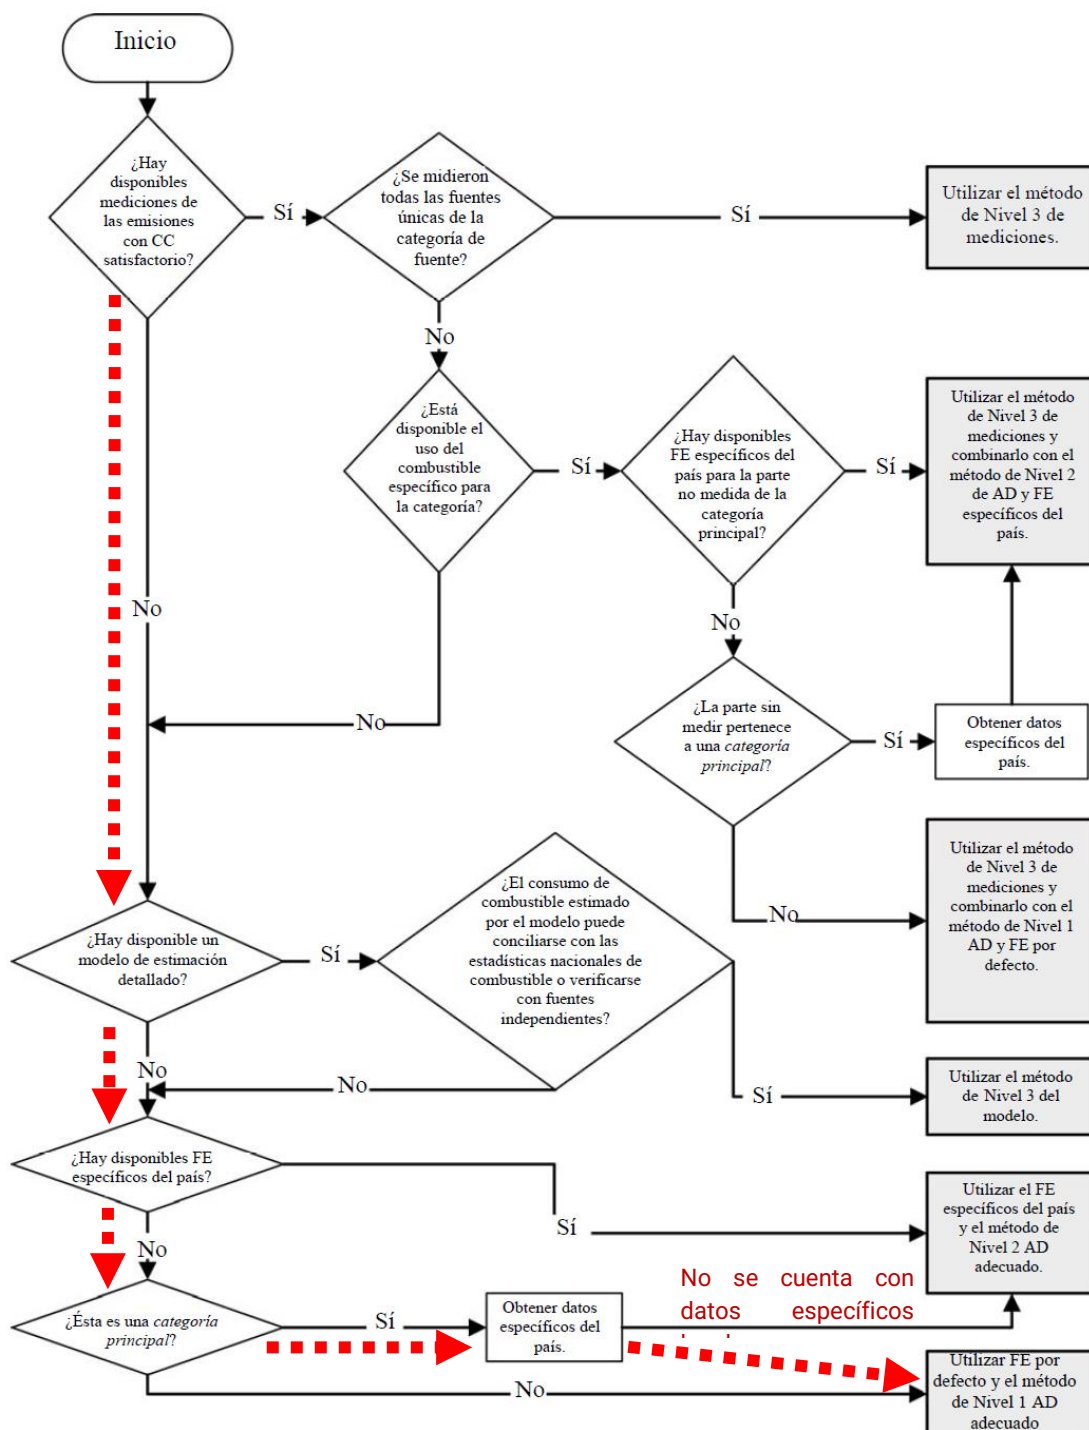 Inicio
¿Hay
disponibles
mediciones de
las emisiones
con CC
satisfactorio?
Sí
¿Se midieron
todas las fuentes
únicas de la
categoría de
fuente?
Sí
Utilizar el método
de Nivel 3 de
mediciones.
No
¿Está
disponible el
uso del
combustible
específico para
la categoría?
Sí
¿Hay disponibles
FE específicos del
país para la parte
no medida de la
categoría
principal?
Sí
Utilizar el método
de Nivel 3 de
mediciones y
combinarlo con el
método de Nivel 2
de AD y FE
específicos del
país.
No
No
¿La parte sin
medir pertenece
a una categoría
principal?
Sí
Obtener datos
específicos del
país.
No
No
Utilizar el método
de Nivel 3 de
mediciones y
combinarlo con el
método de Nivel 1
AD y FE por
defecto.
¿Hay disponible un
modelo de estimación
detallado?
Sí
¿El consumo de
combustible estimado
por el modelo puede
conciliarse con las
estadísticas nacionales de
combustible o verificarse
con fuentes
independientes?
No
No
Sí
Utilizar el método
de Nivel 3 del
modelo.
¿Hay disponibles FE
específicos del país?
Sí
Utilizar el FE
específicos del país
y el método de
Nivel 2 AD
adecuado.
No
¿Ésta es una categoría
principal?
Sí
Obtener datos
específicos del
país.
No se cuenta con
datos específicos
No
Utilizar FE por
defecto y el método
de Nivel 1 AD
adecuado